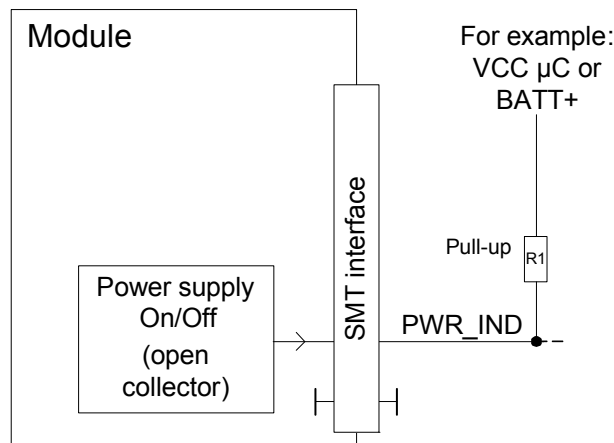 Module
For example:
VCC µC or
BATT+
SMT interface
Pull-up
R1
Power supply
On/Off
(open
collector)
PWR_IND